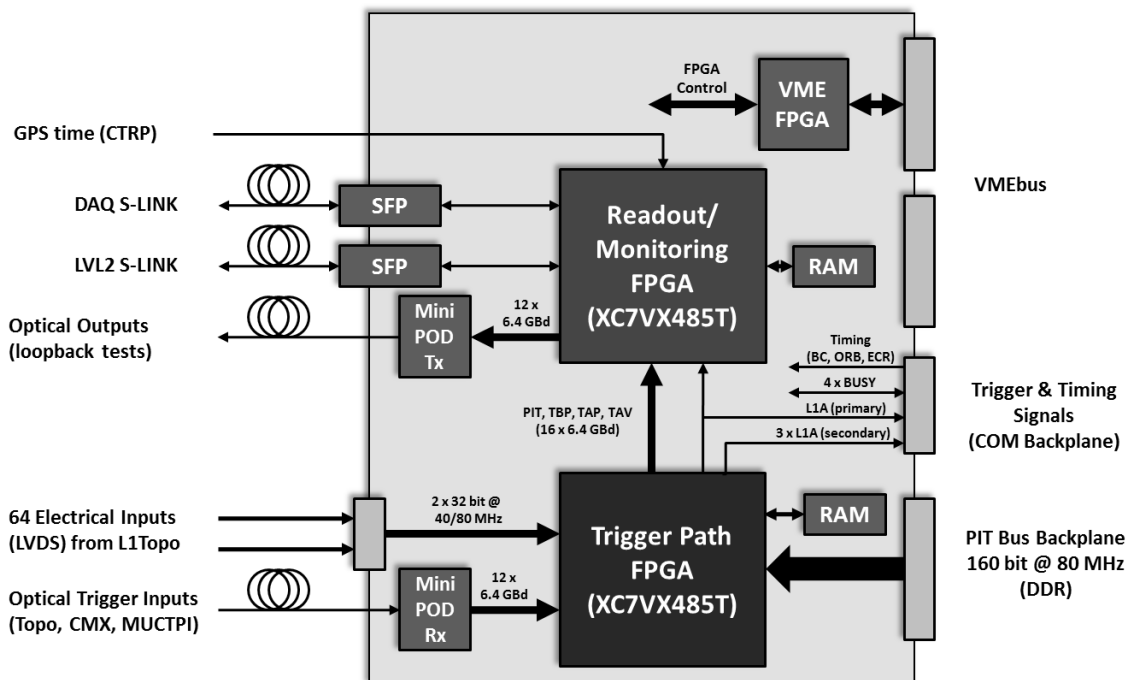 FPGA
Control
VME
FPGA
GPS time (CTRP)
VMEbus
DAQ S-LINK
SFP
Readout/
Monitoring
FPGA
(XC7VX485T)
LVL2 S-LINK
SFP
RAM
Optical Outputs
(loopback tests)
Mini
POD
Tx
12 x
6.4 GBd
Timing
(BC, ORB, ECR)
4 x BUSY
L1A (primary)
3 x L1A (secondary)
Trigger & Timing
Signals
(COM Backplane)
PIT, TBP, TAP, TAV
(16 x 6.4 GBd)
64 Electrical Inputs
(LVDS) from L1Topo
2 x 32 bit @
40/80 MHz
Trigger Path
FPGA
(XC7VX485T)
RAM
PIT Bus Backplane
160 bit @ 80 MHz
(DDR)
Optical Trigger Inputs
(Topo, CMX, MUCTPI)
Mini
POD
Rx
12 x
6.4 GBd